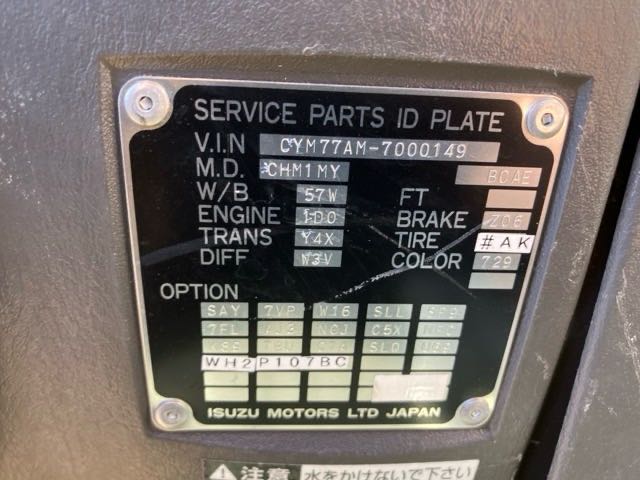 SERVICE PARTS ID PLATE
V.I.N CYM77AM-7000149
M.D. CHM1MY BCAE
W/B 57W FT
ENGINE 1D0 BRAKE 706
TRANS Y4X TIRE #AK
DIFF W3V COLOR 729
OPTION
SAY 7VP W16 SLL
7FL NCJ C5X
SLO
WH2 P107BC
ISUZU MOTORS LTD JAPAN
注意 水をかけないで下さい